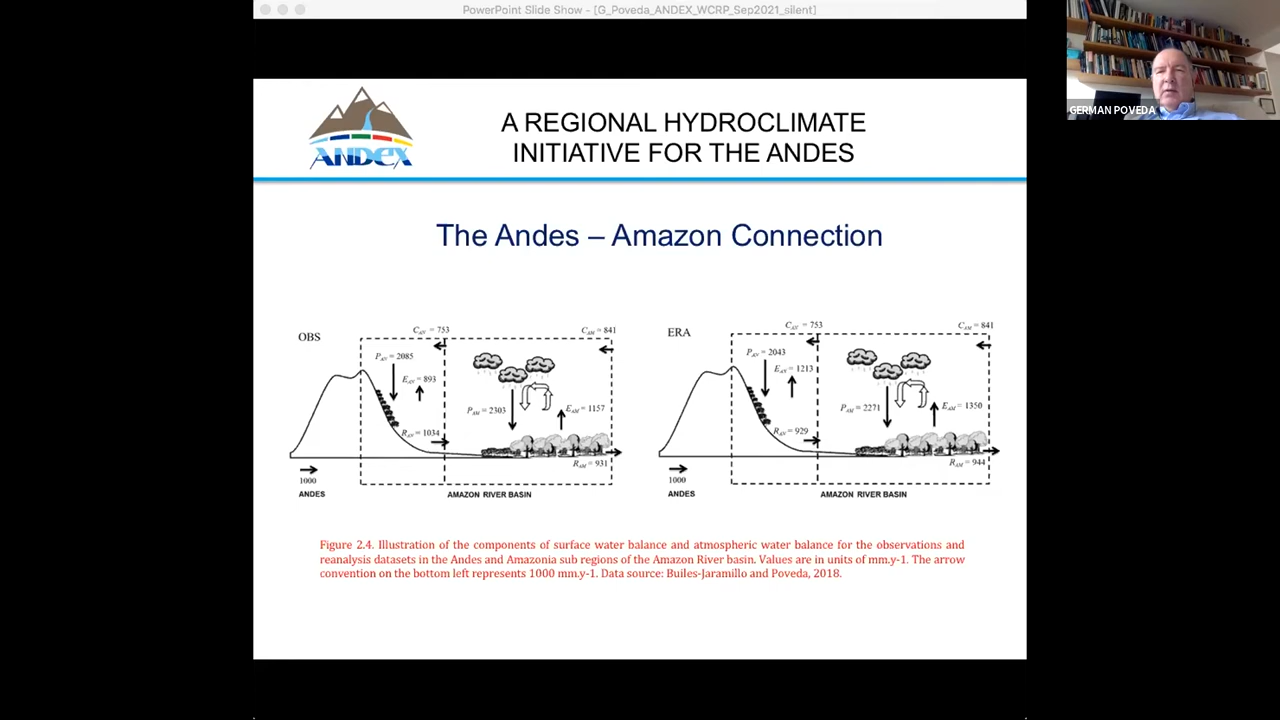 PowerPoint Slide Show - [G_Poveda_ANDEX_WCRP_Sep2021_silent]
GERMAN POVEDA
ANDEX
A REGIONAL HYDROCLIMATE
INITIATIVE FOR THE ANDES
The Andes – Amazon Connection
OBS
C_AN = 753
C_AM = 841
P_AN = 2085
E_AN = 893
P_AM = 2303
E_AM = 1157
R_AN = 1034
R_AM = 931
1000
ANDES
AMAZON RIVER BASIN
ERA
C_AN = 753
C_AM = 841
P_AN = 2043
E_AN = 1213
P_AM = 2271
E_AM = 1350
R_AN = 929
R_AM = 944
1000
ANDES
AMAZON RIVER BASIN
Figure 2.4. Illustration of the components of surface water balance and atmospheric water balance for the observations and
reanalysis datasets in the Andes and Amazonia sub regions of the Amazon River basin. Values are in units of mm.y-1. The arrow
convention on the bottom left represents 1000 mm.y-1. Data source: Builes-Jaramillo and Poveda, 2018.